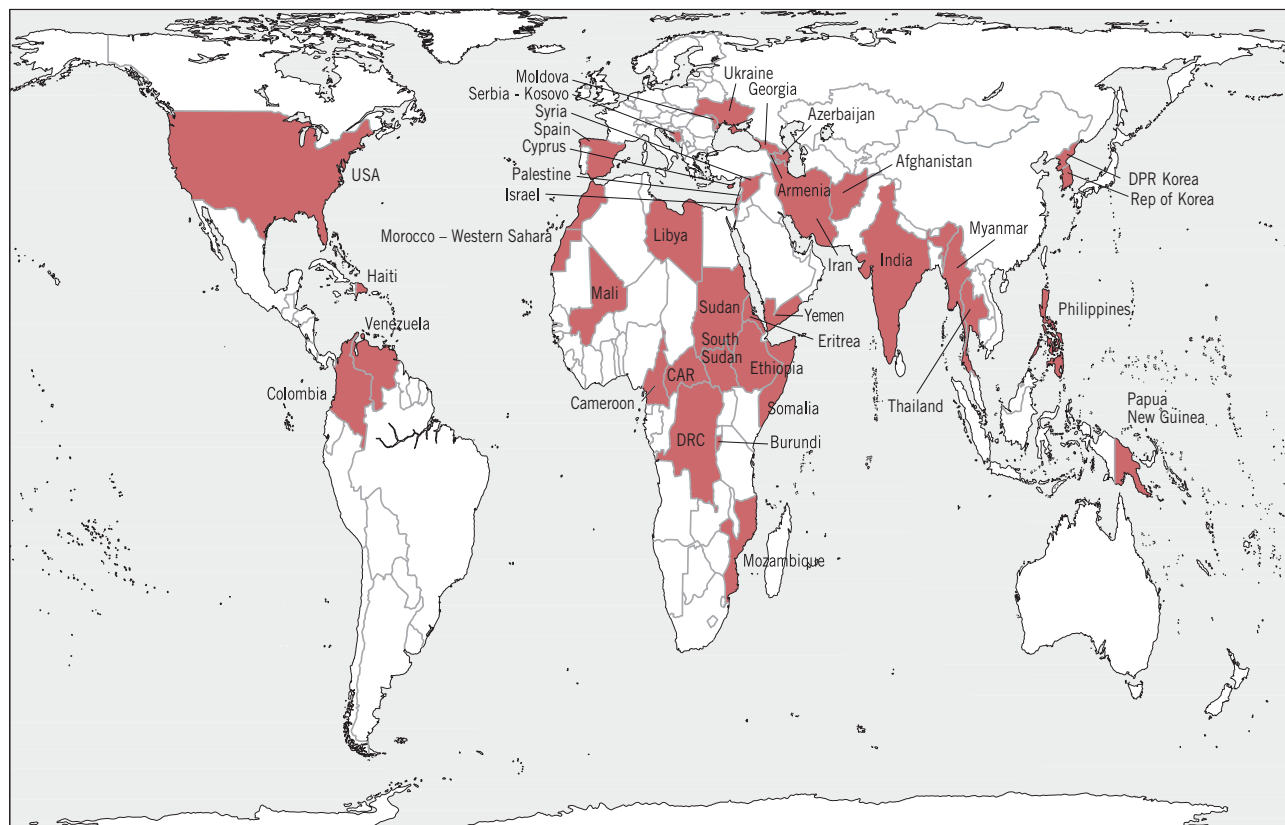 Moldova
Ukraine
Serbia - Kosovo
Georgia
Syria
Azerbaijan
Spain
Cyprus
Afghanistan
Palestine
USA
Armenia
DPR Korea
Israel
Rep of Korea
Morocco – Western Sahara
Libya
Myanmar
Iran
India
Haiti
Mali
Sudan
Yemen
Philippines
Venezuela
South
Sudan
Eritrea
CAR
Ethiopia
Colombia
Cameroon
Somalia
Thailand
Papua
New Guinea
DRC
Burundi
Mozambique